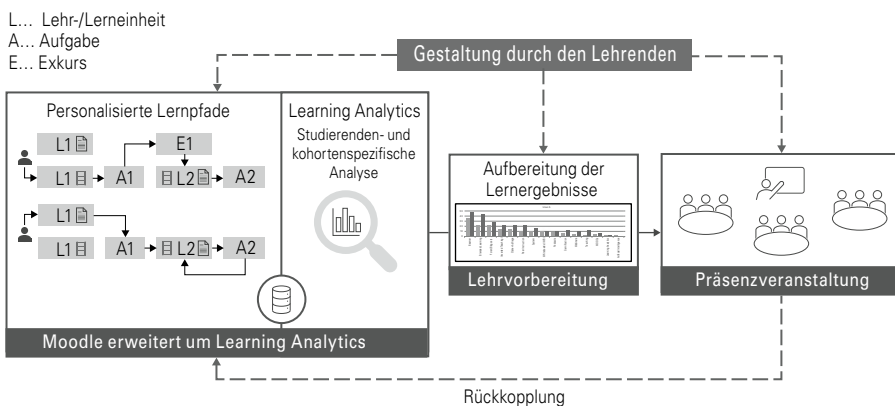 L... Lehr-/Lerneinheit
A... Aufgabe
E... Exkurs
Gestaltung durch den Lehrenden
Personalisierte Lernpfade
L1
E1
L1
A1
L2
A2
L1
L1
A1
L2
A2
Learning Analytics
Studierenden- und
kohortenspezifische
Analyse
Moodle erweitert um Learning Analytics
Aufbereitung der
Lernergebnisse
Lehrvorbereitung
Präsenzveranstaltung
Rückkopplung